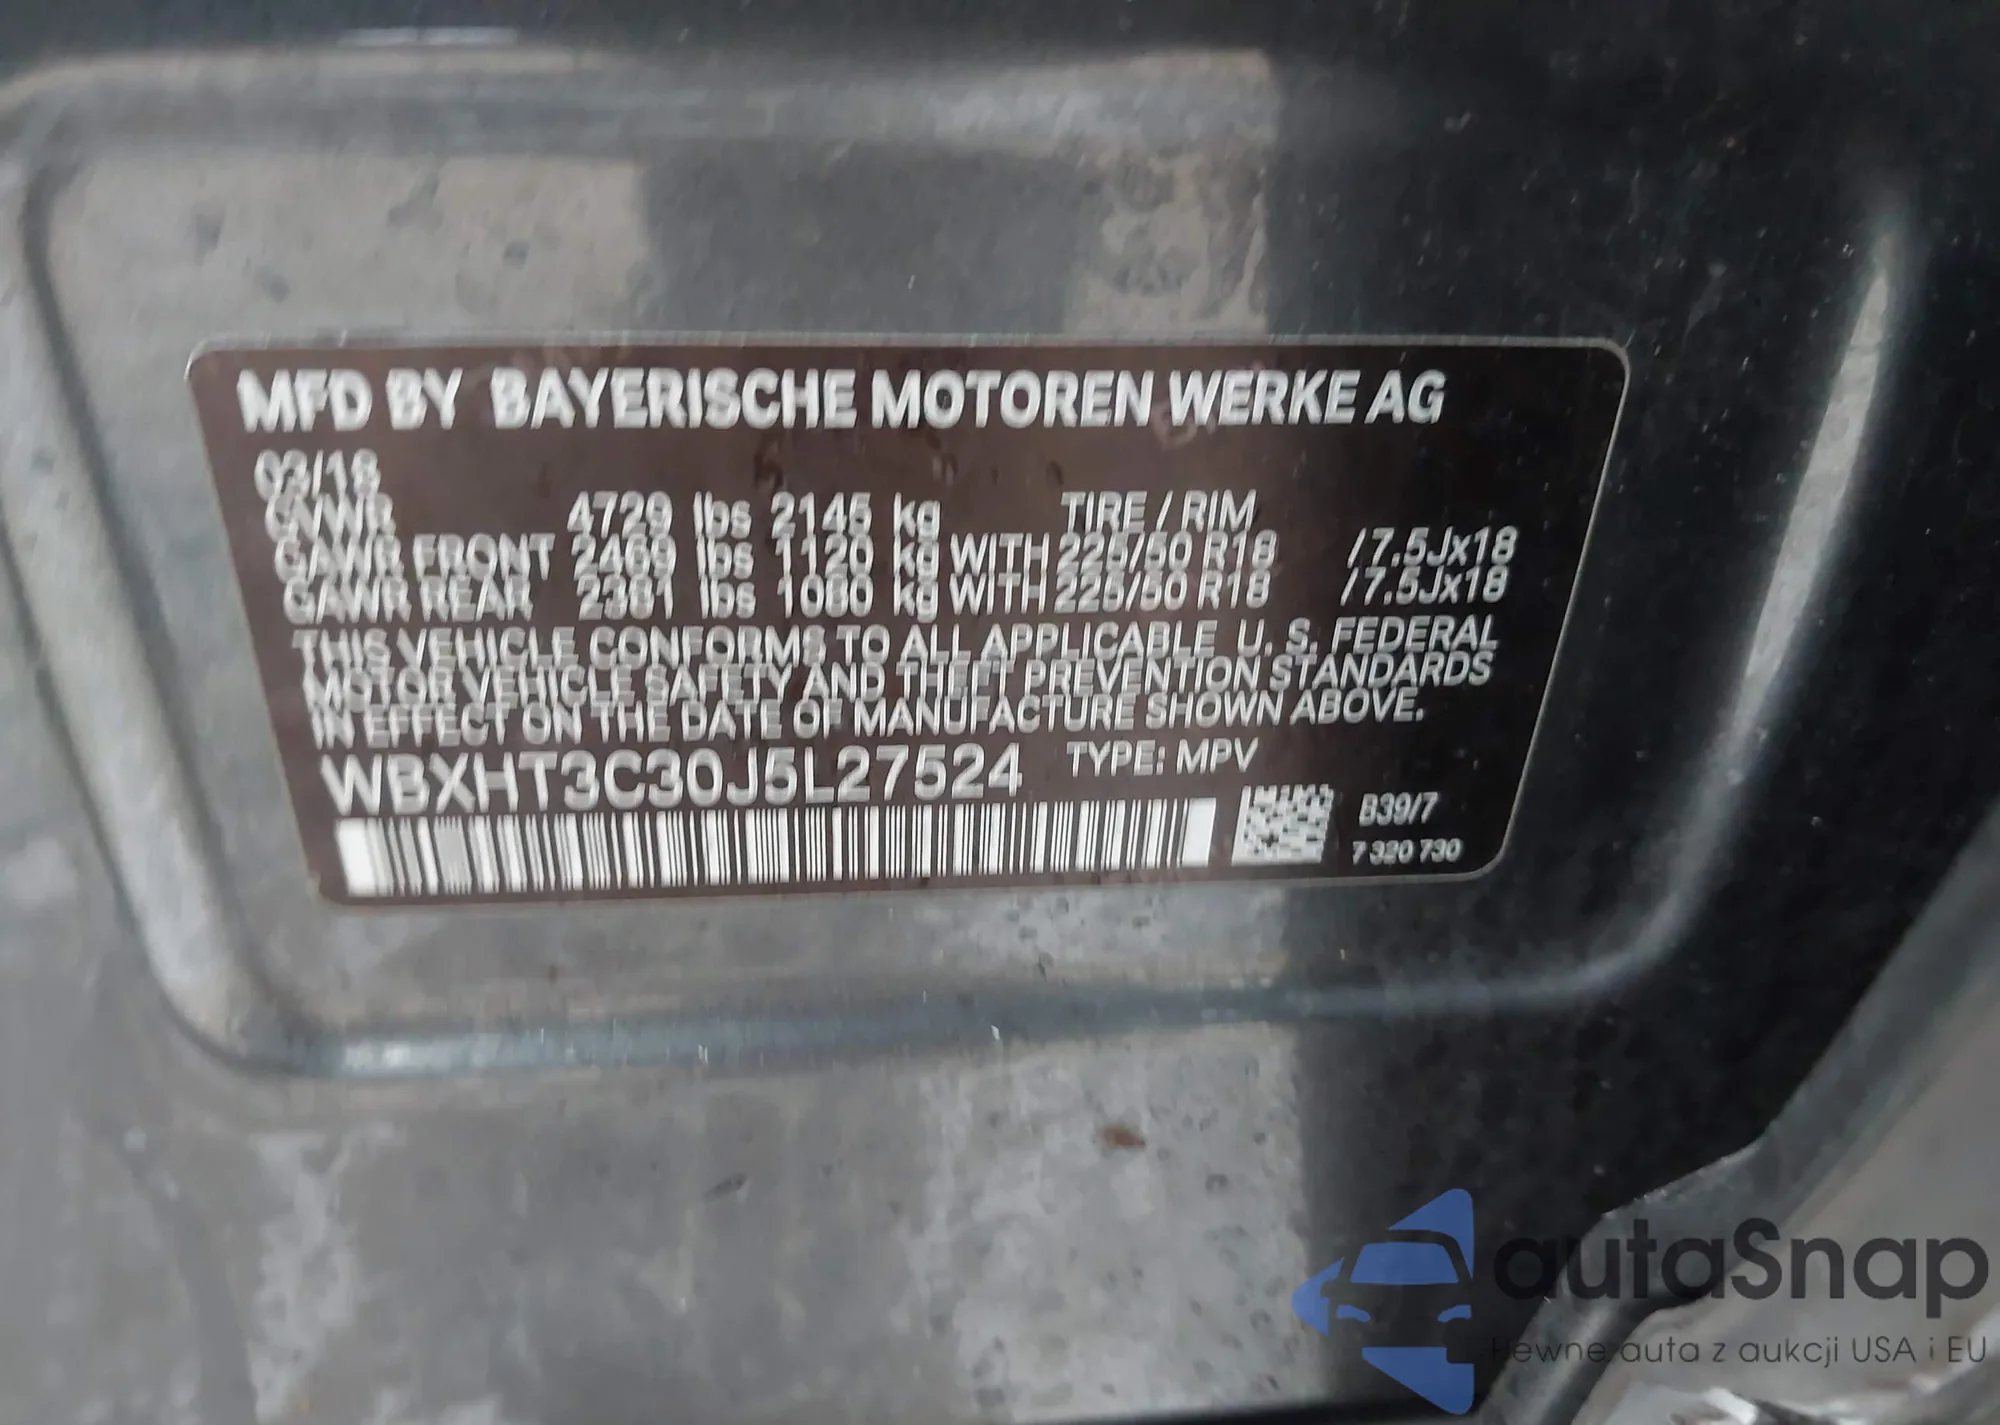 MFD BY BAYERISCHE MOTOREN WERKE AG
03/18
GVWR 4729 lbs 2145 kg TIRE / RIM
GAWR FRONT 2469 lbs 1120 kg WITH 225/50 R18 /7.5Jx18
GAWR REAR 2381 lbs 1080 kg WITH 225/50 R18 /7.5Jx18
THIS VEHICLE CONFORMS TO ALL APPLICABLE U. S. FEDERAL
MOTOR VEHICLE SAFETY AND THEFT PREVENTION STANDARDS
IN EFFECT ON THE DATE OF MANUFACTURE SHOWN ABOVE.
WBXHT3C30J5L27524 TYPE: MPV
B39/7
7 320 730
autaSnap
Pewne auta z aukcji USA i EU